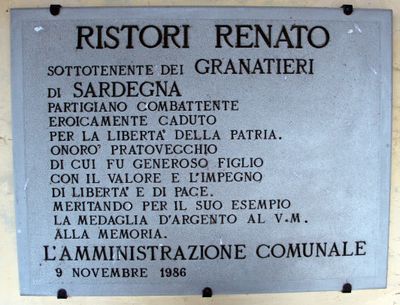 RISTORI RENATO
SOTTOTENENTE DEI GRANATIERI
DI SARDEGNA
PARTIGIANO COMBATTENTE
EROICAMENTE CADUTO
PER LA LIBERTA' DELLA PATRIA.
ONORO' PRATOVECCHIO
DI CUI FU GENEROSO FIGLIO
CON IL VALORE E L'IMPEGNO
DI LIBERTA' E DI PACE.
MERITANDO PER IL SUO ESEMPIO
LA MEDAGLIA D'ARGENTO AL V.M.
ALLA MEMORIA.
L'AMMINISTRAZIONE COMUNALE
9 NOVEMBRE 1986